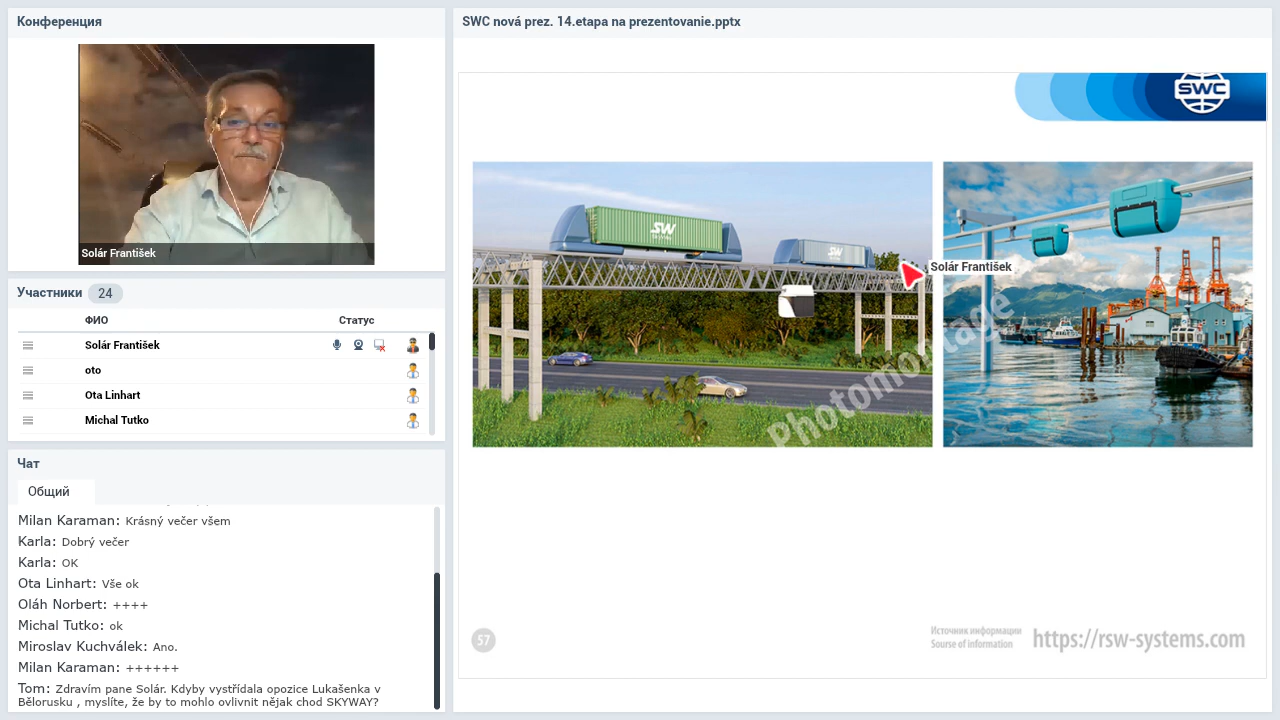 Конференция
Solár František
Участники 24
ФИО Статус
Solár František
oto
Ota Linhart
Michal Tutko
Чат
Общий
Milan Karaman: Krásný večer všem
Karla: Dobrý večer
Karla: OK
Ota Linhart: Vše ok
Oláh Norbert: ++++
Michal Tutko: ok
Miroslav Kuchválek: Ano.
Milan Karaman: ++++++
Tom: Zdravím pane Solár. Kdyby vystřídala opozice Lukašenka v
Bělorusku , myslíte, že by to mohlo ovlivnit nějak chod SKYWAY?
SWC nová prez. 14.etapa na prezentovanie.pptx
SWC
SW
SW
Solár František
Photomontage
57
Источник информации
Sourse of information
https://rsw-systems.com